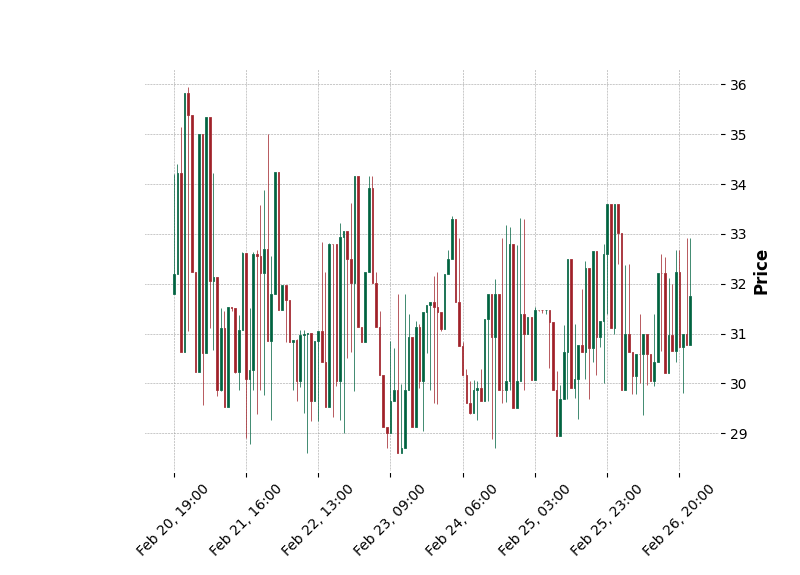 36
35
34
33
32
31
30
29
Price
Feb 20, 19:00
Feb 21, 16:00
Feb 22, 13:00
Feb 23, 09:00
Feb 24, 06:00
Feb 25, 03:00
Feb 25, 23:00
Feb 26, 20:00